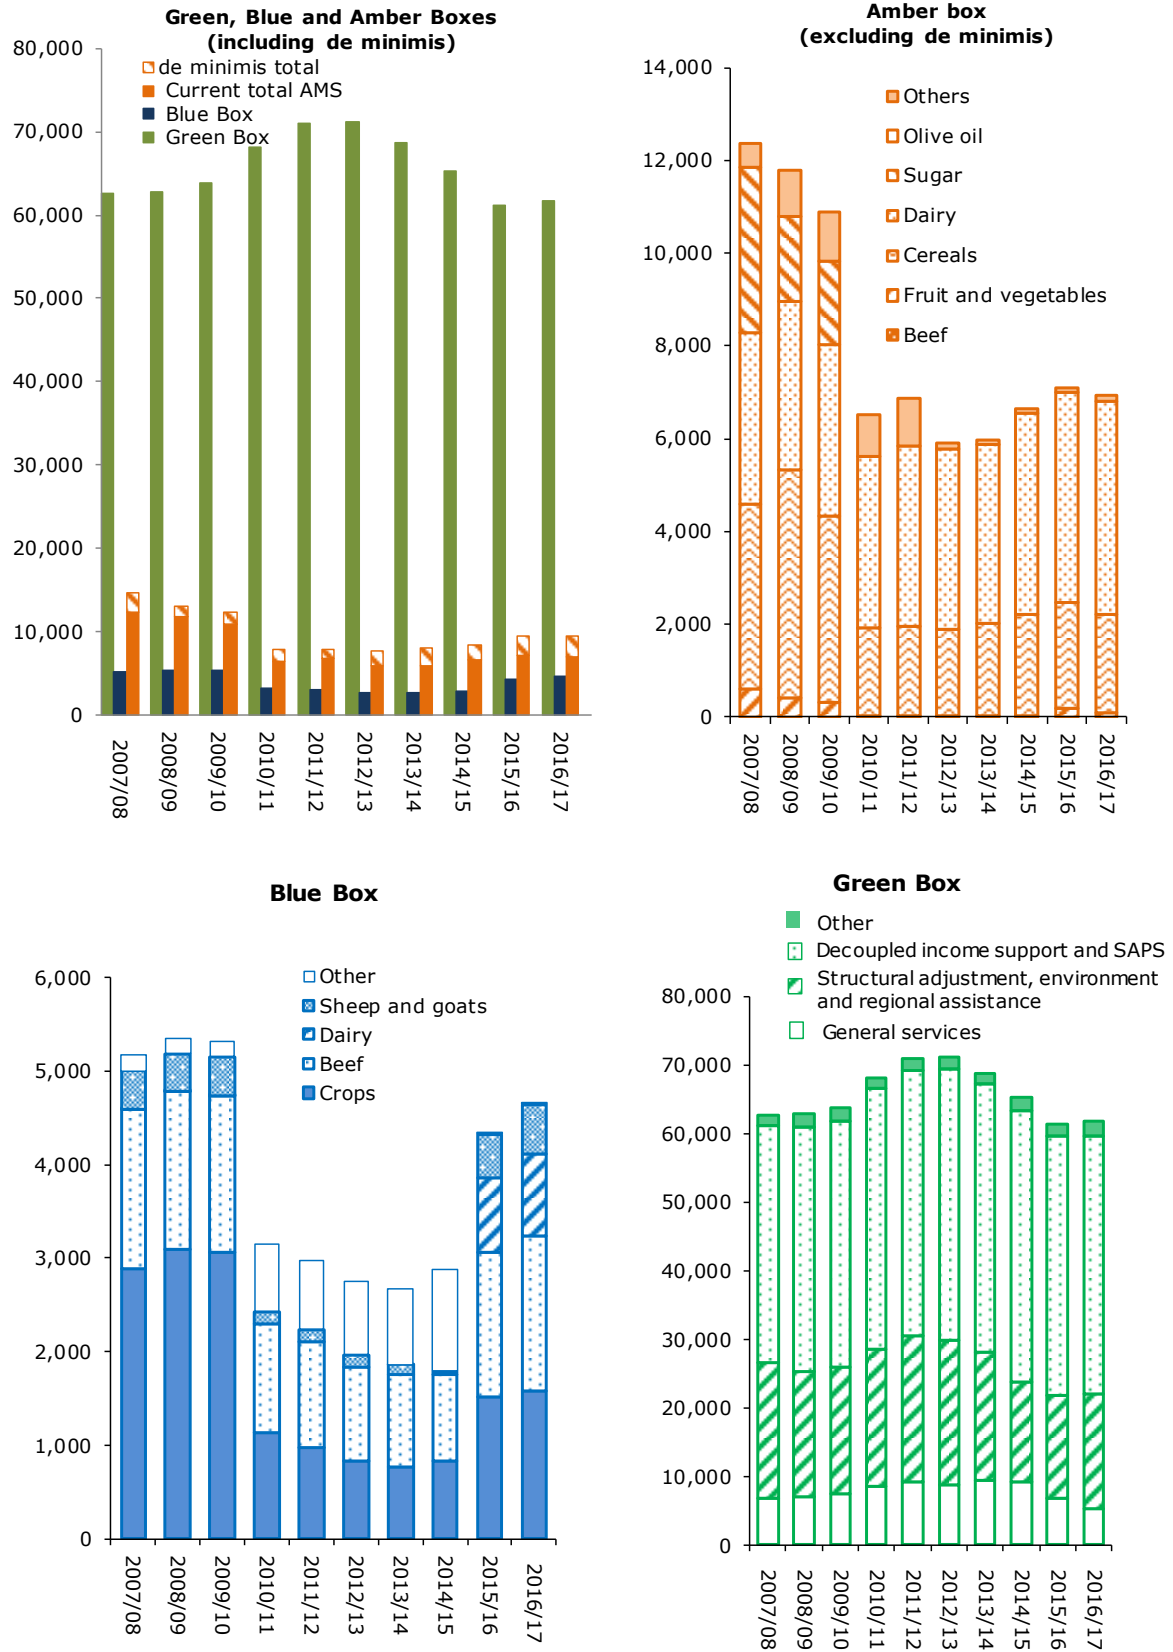 Green, Blue and Amber Boxes
(including de minimis)
80,000
70,000
60,000
50,000
40,000
30,000
20,000
10,000
0
de minimis total
Current total AMS
Blue Box
Green Box
2007/08
2008/09
2009/10
2010/11
2011/12
2012/13
2013/14
2014/15
2015/16
2016/17
Amber box
(excluding de minimis)
14,000
12,000
10,000
8,000
6,000
4,000
2,000
0
Others
Olive oil
Sugar
Dairy
Cereals
Fruit and vegetables
Beef
2007/08
2008/09
2009/10
2010/11
2011/12
2012/13
2013/14
2014/15
2015/16
2016/17
Blue Box
6,000
5,000
4,000
3,000
2,000
1,000
0
Other
Sheep and goats
Dairy
Beef
Crops
2007/08
2008/09
2009/10
2010/11
2011/12
2012/13
2013/14
2014/15
2015/16
2016/17
Green Box
Other
Decoupled income support and SAPS
Structural adjustment, environment
and regional assistance
General services
80,000
70,000
60,000
50,000
40,000
30,000
20,000
10,000
0
2007/08
2008/09
2009/10
2010/11
2011/12
2012/13
2013/14
2014/15
2015/16
2016/17